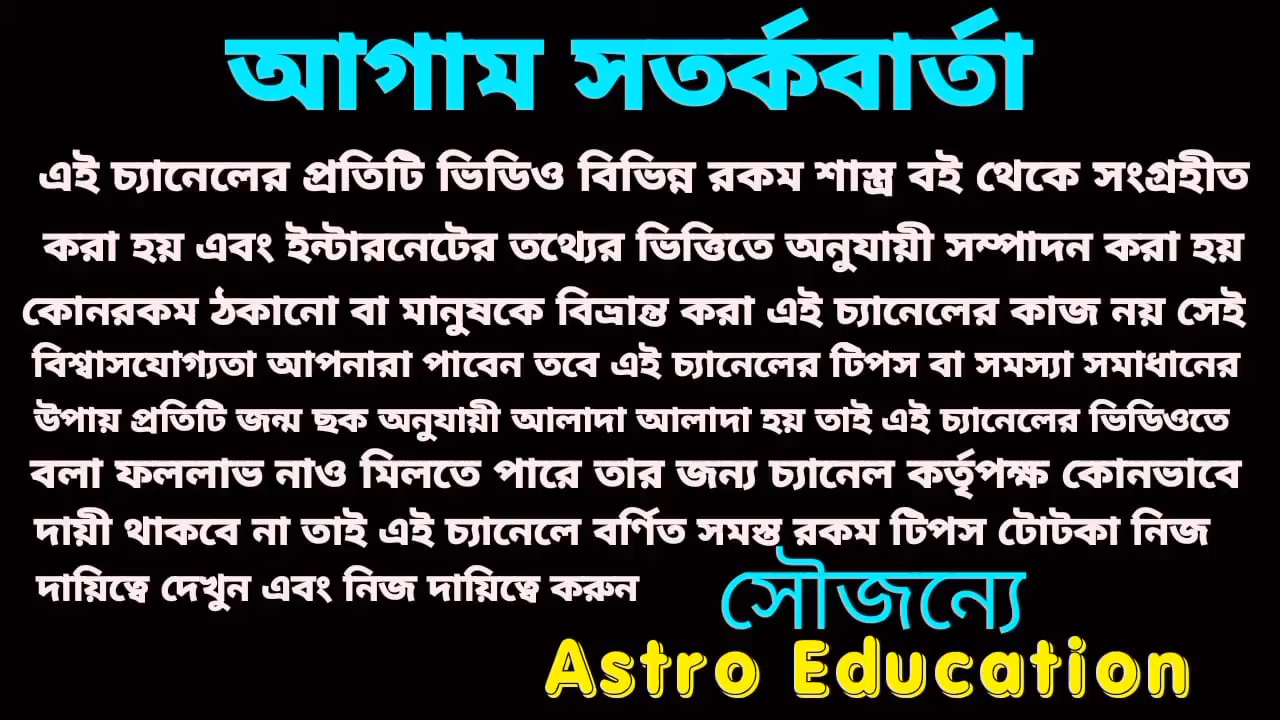 আগাম সতর্কবার্তা
এই চ্যানেলের প্রতিটি ভিডিও বিভিন্ন রকম শাস্ত্র বই থেকে সংগ্রহীত
করা হয় এবং ইন্টারনেটের তথ্যের ভিত্তিতে অনুযায়ী সম্পাদন করা হয়
কোনরকম ঠকানো বা মানুষকে বিভ্রান্ত করা এই চ্যানেলের কাজ নয় সেই
বিশ্বাসযোগ্যতা আপনারা পাবেন তবে এই চ্যানেলের টিপস বা সমস্যা সমাধানের
উপায় প্রতিটি জন্ম ছক অনুযায়ী আলাদা আলাদা হয় তাই এই চ্যানেলের ভিডিওতে
বলা ফললাভ নাও মিলতে পারে তার জন্য চ্যানেল কর্তৃপক্ষ কোনভাবে
দায়ী থাকবে না তাই এই চ্যানেলে বর্ণিত সমস্ত রকম টিপস টোটকা নিজ
দায়িত্বে দেখুন এবং নিজ দায়িত্বে করুন
সৌজন্যে
Astro Education